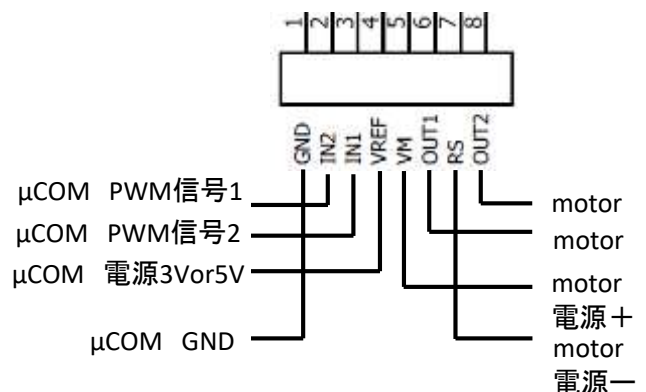 1 2 3 4 5 6 7 8
GND IN2 IN1 VREF VM OUT1 RS OUT2
μCOM PWM信号1
μCOM PWM信号2
μCOM 電源3Vor5V
μCOM GND
motor
motor
motor
電源＋
motor
電源―